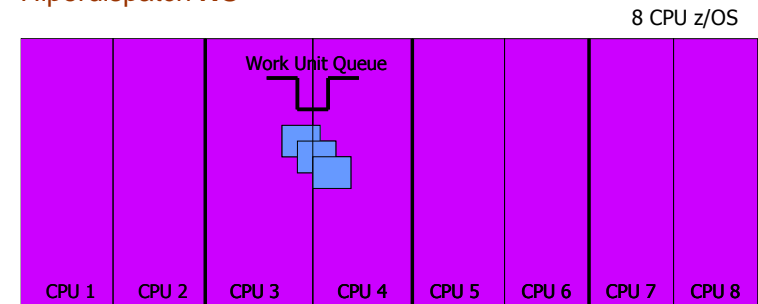 8 CPU z/OS
Work Unit Queue
CPU 1 CPU 2 CPU 3 CPU 4 CPU 5 CPU 6 CPU 7 CPU 8